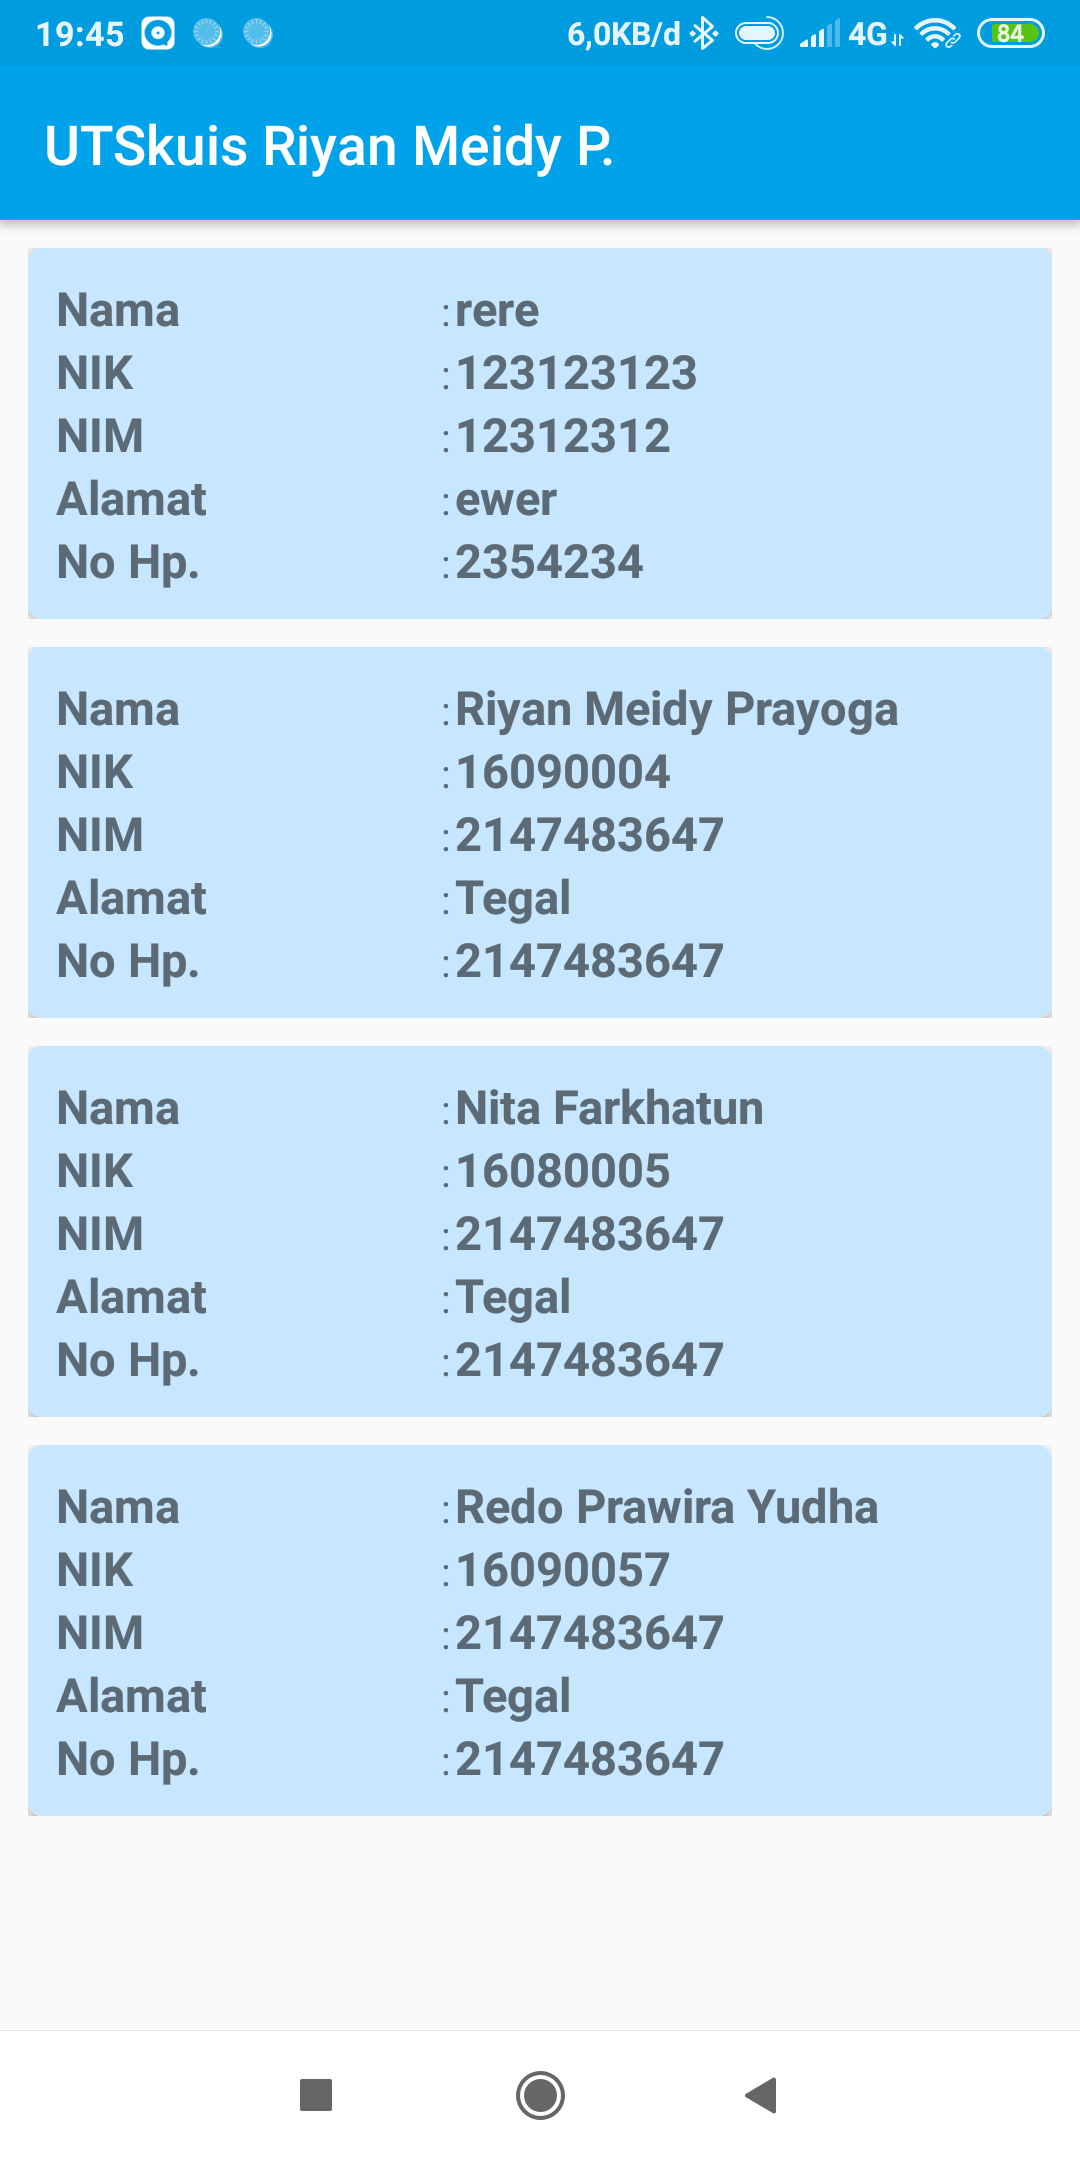 19:45 6,0KB/d 4G 84
UTSkuis Riyan Meidy P.
Nama : rere
NIK : 123123123
NIM : 12312312
Alamat : ewer
No Hp. : 2354234
Nama : Riyan Meidy Prayoga
NIK : 16090004
NIM : 2147483647
Alamat : Tegal
No Hp. : 2147483647
Nama : Nita Farkhatun
NIK : 16080005
NIM : 2147483647
Alamat : Tegal
No Hp. : 2147483647
Nama : Redo Prawira Yudha
NIK : 16090057
NIM : 2147483647
Alamat : Tegal
No Hp. : 2147483647